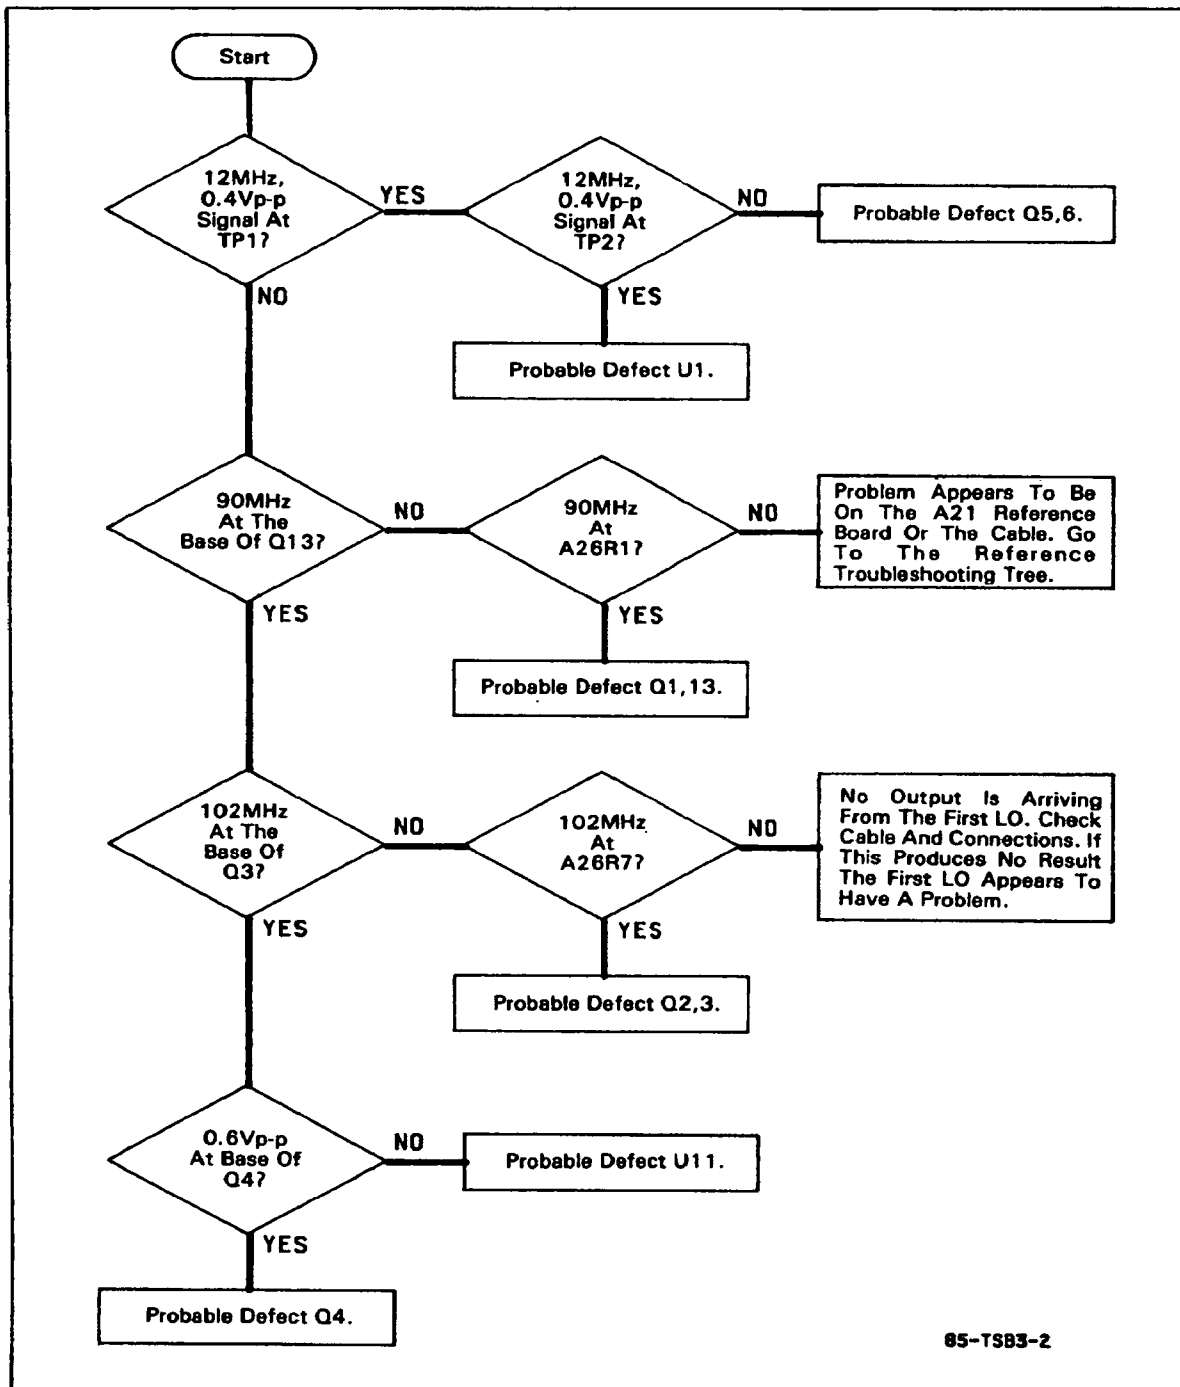 Start
12MHz,
0.4Vp-p
Signal At
TP1?
YES
12MHz,
0.4Vp-p
Signal At
TP2?
NO
Probable Defect Q5,6.
NO
YES
Probable Defect U1.
90MHz
At The
Base Of Q13?
NO
90MHz
At
A26R1?
NO
Problem Appears To Be
On The A21 Reference
Board Or The Cable. Go
To The Reference
Troubleshooting Tree.
YES
YES
Probable Defect Q1,13.
102MHz
At The
Base Of
Q3?
NO
102MHz
At
A26R7?
NO
No Output Is Arriving
From The First LO. Check
Cable And Connections. If
This Produces No Result
The First LO Appears To
Have A Problem.
YES
YES
Probable Defect Q2,3.
0.6Vp-p
At Base Of
Q4?
NO
Probable Defect U11.
YES
Probable Defect Q4.
85-TSB3-2